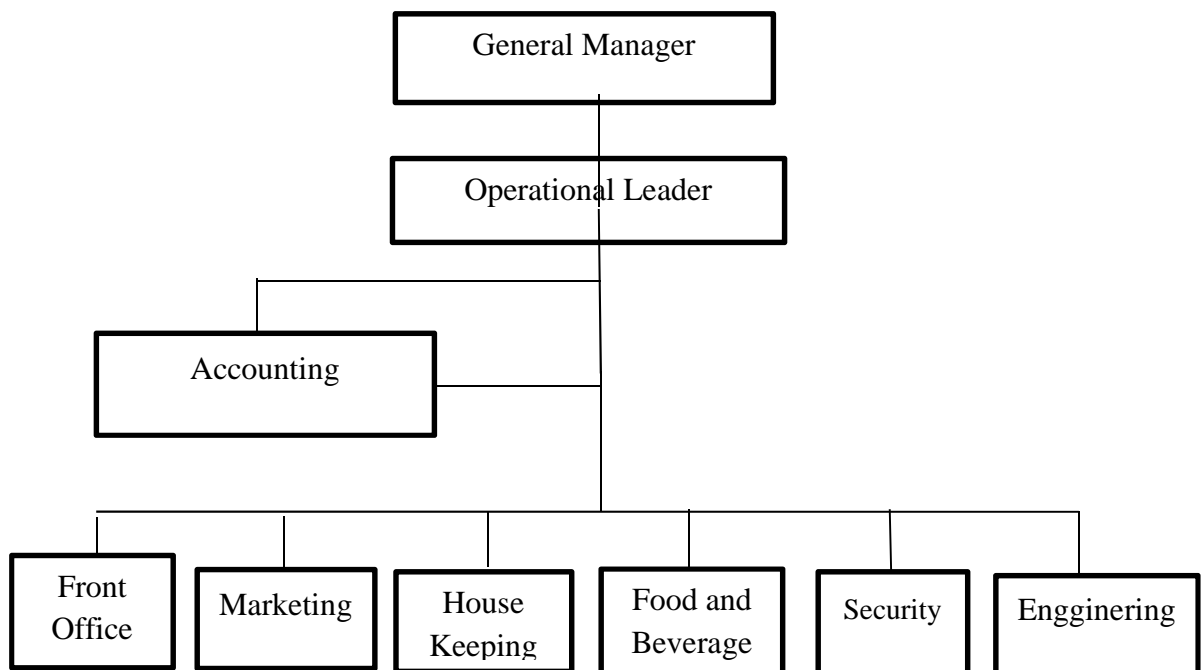 General Manager
Operational Leader
Accounting
Front
Office
Marketing
House
Keeping
Food and
Beverage
Security
Engginering